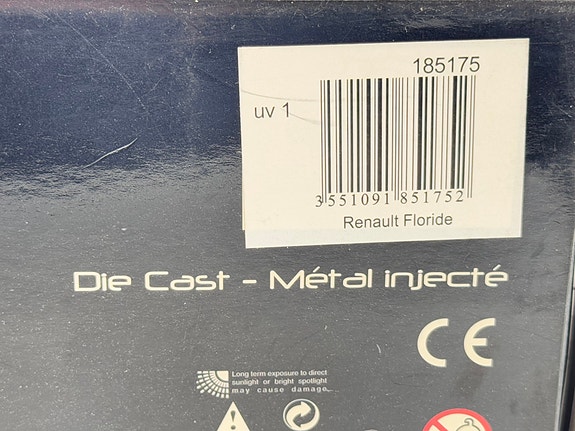 185175
uv 1
3 551091 851752
Renault Floride
Die Cast - Métal injecté
CE
Long term exposure to direct
sunlight or bright spotlight
may cause damage.